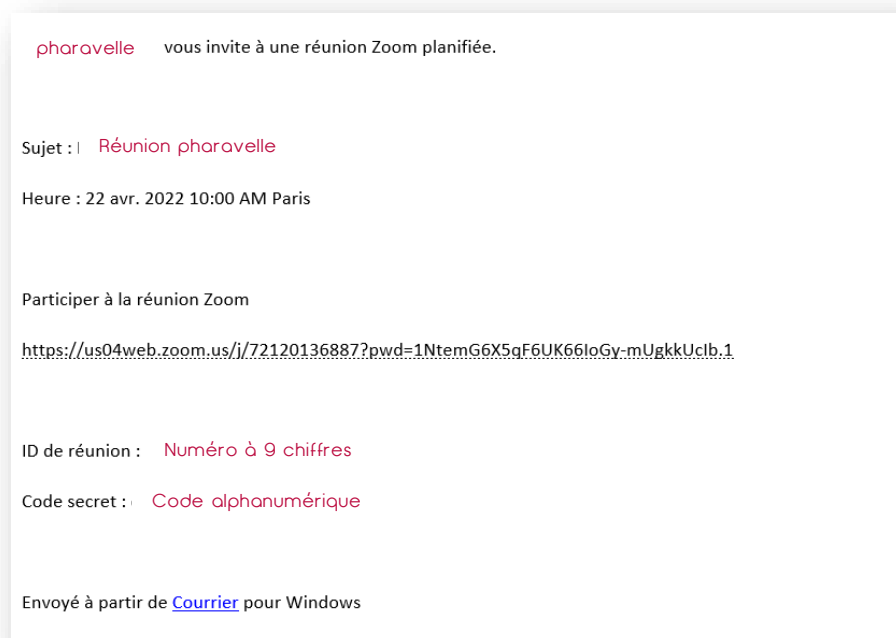 pharavelle vous invite à une réunion Zoom planifiée.
Sujet : Réunion pharavelle
Heure : 22 avr. 2022 10:00 AM Paris
Participer à la réunion Zoom
https://us04web.zoom.us/j/72120136887?pwd=1NtemG6X5qF6UK66IoGy-mUgkkUcIb.1
ID de réunion : Numéro à 9 chiffres
Code secret : Code alphanumérique
Envoyé à partir de Courrier pour Windows